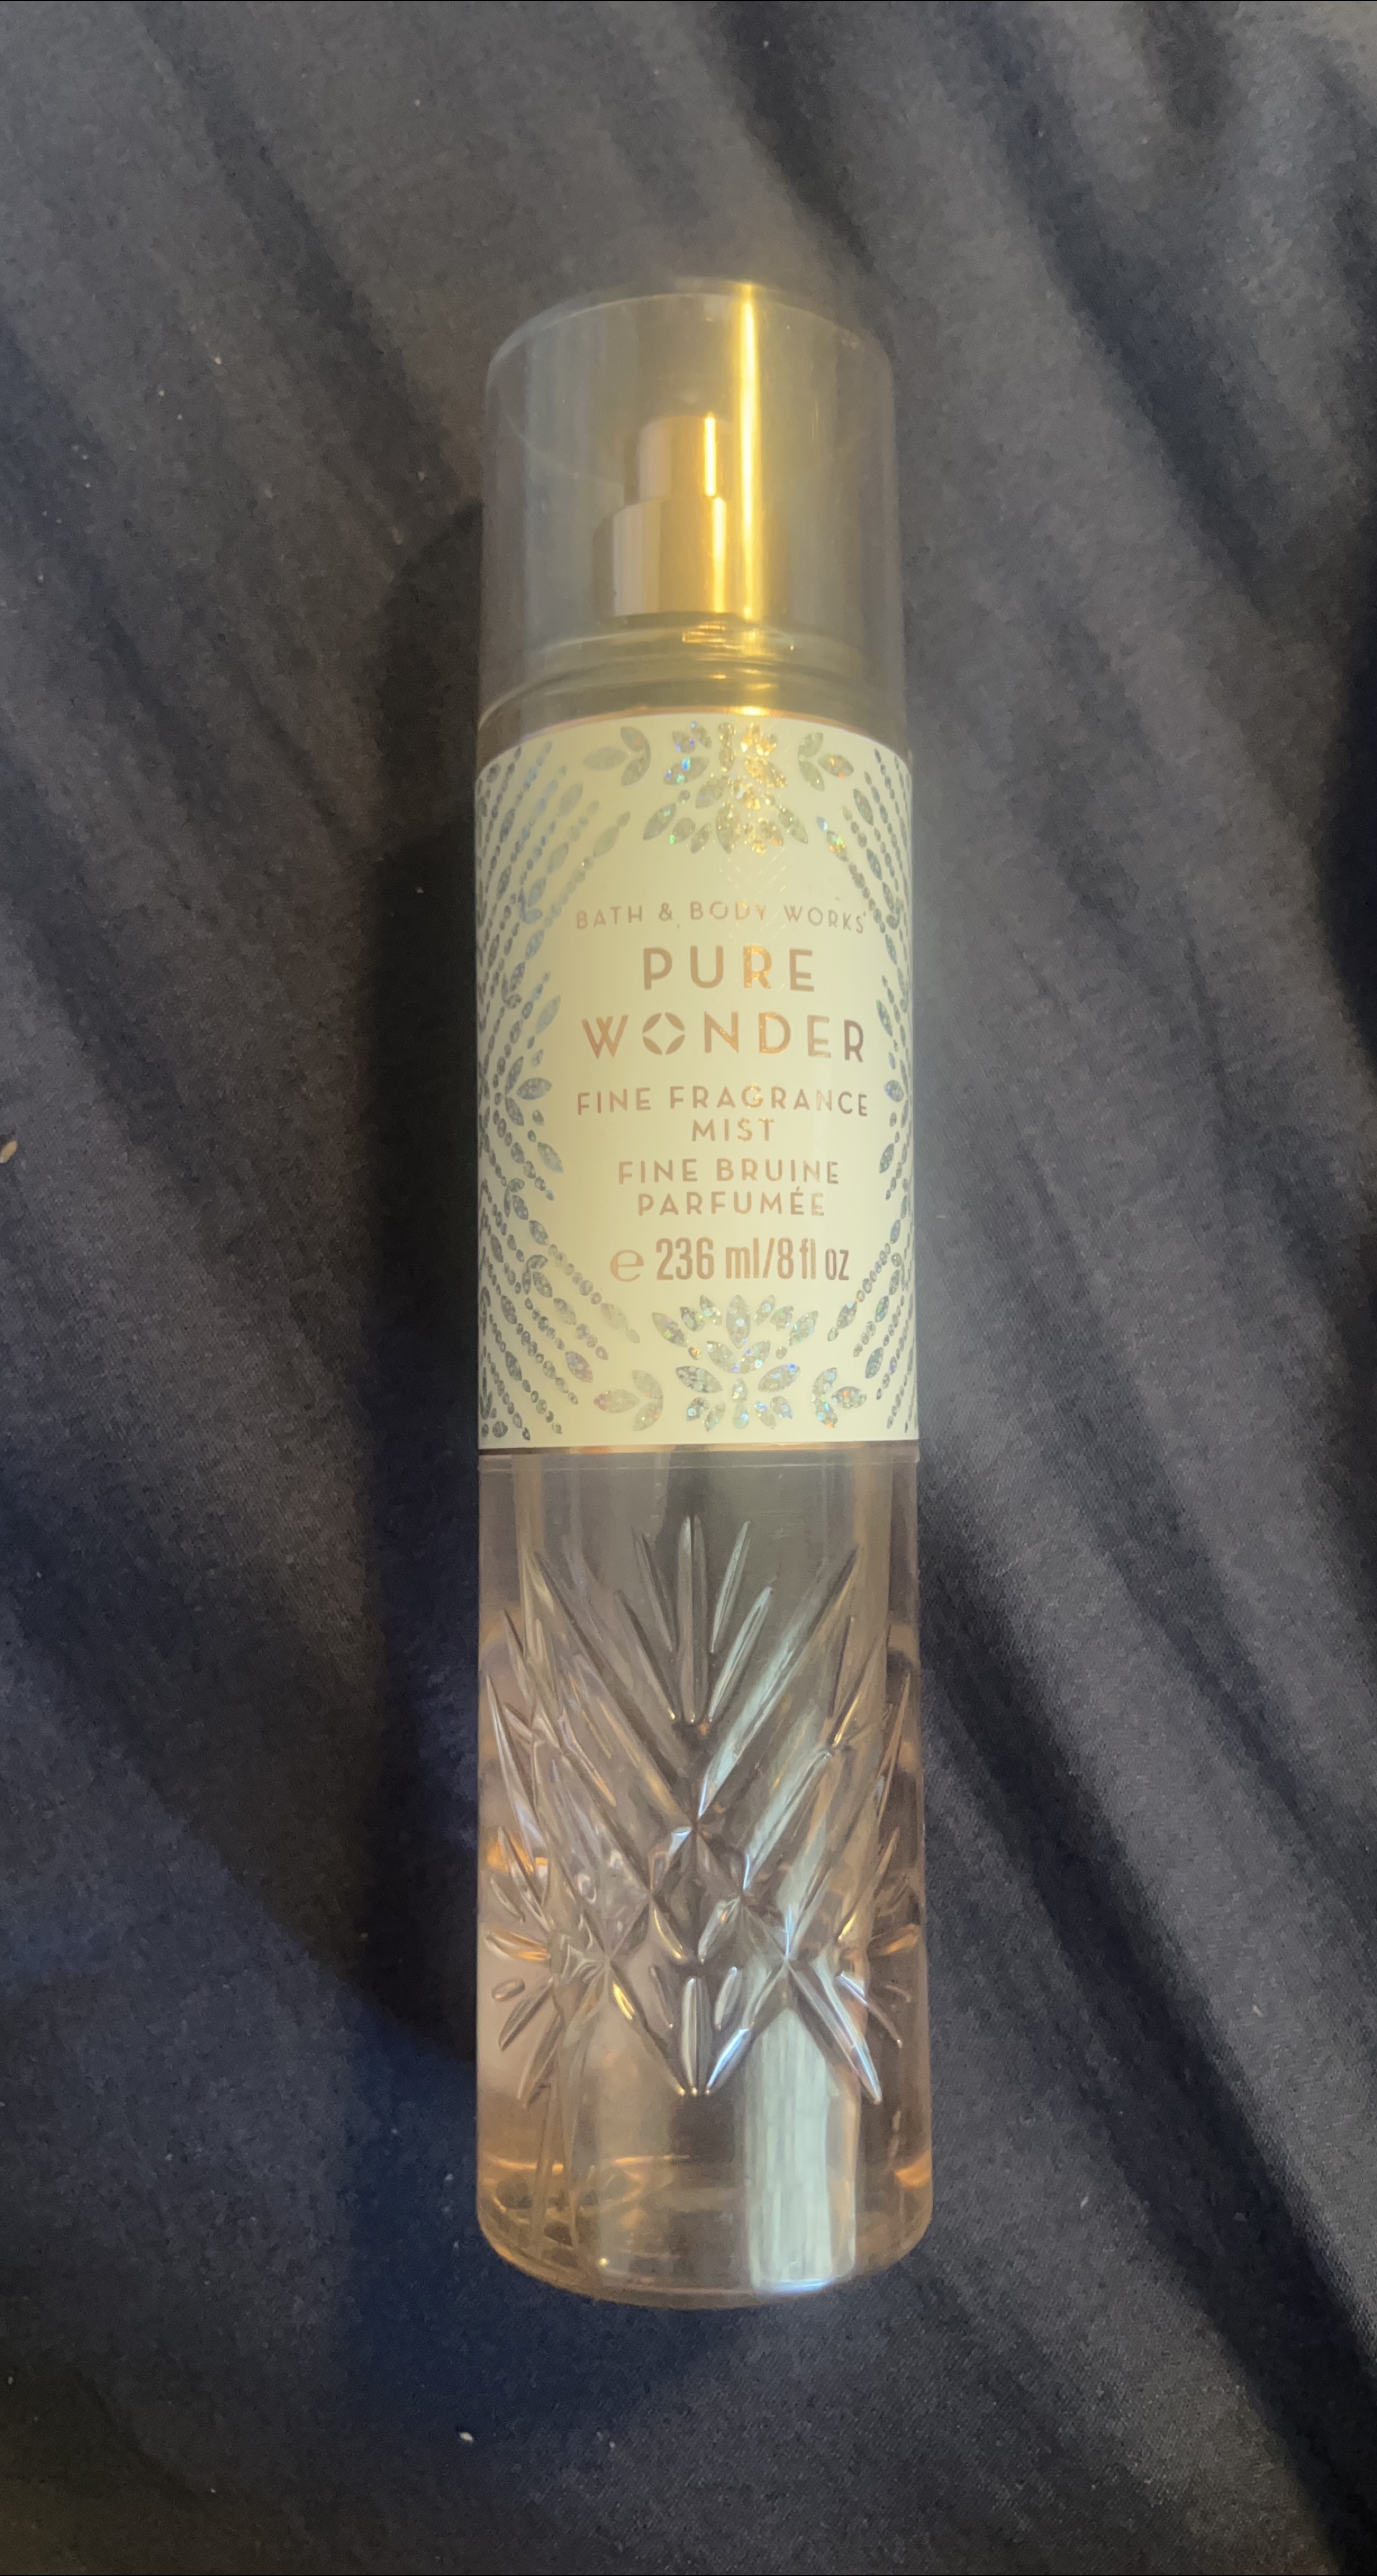 BATH & BODY WORKS®
PURE
WONDER
FINE FRAGRANCE
MIST
FINE BRUINE
PARFUMÉE
℮ 236 ml/8 fl oz